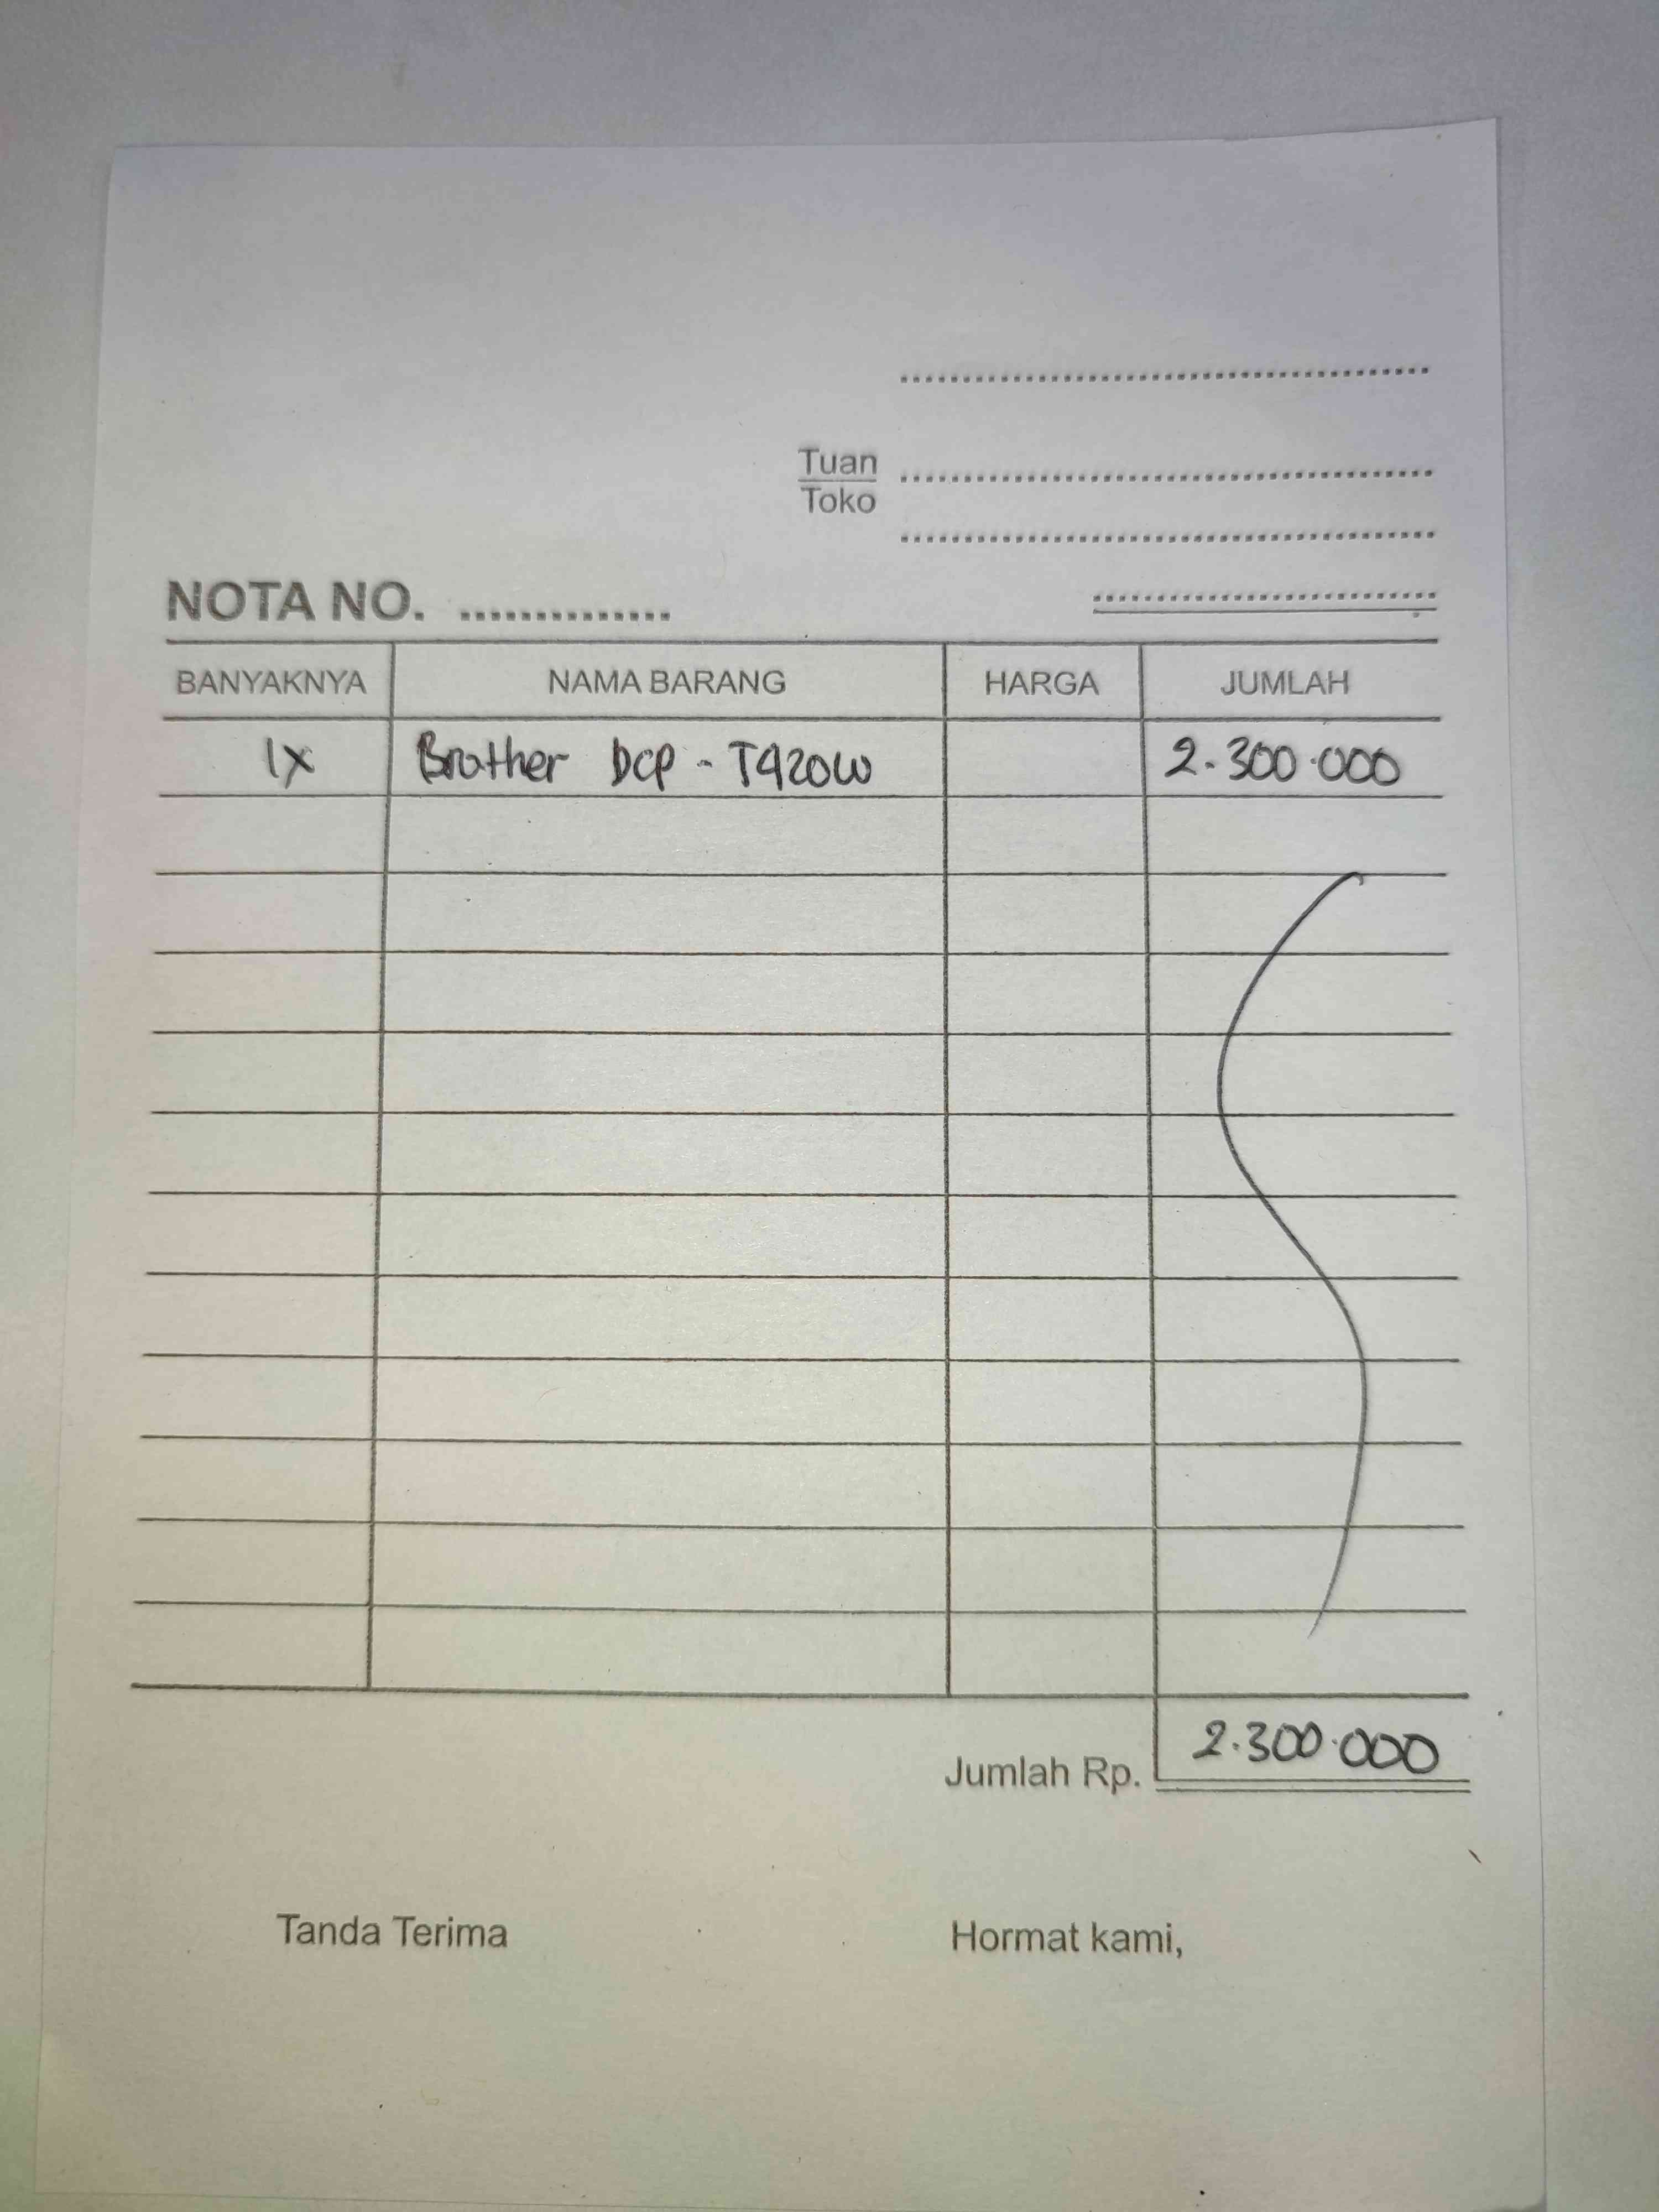 Tuan
Toko
NOTA NO. ..............
BANYAKNYA NAMA BARANG HARGA JUMLAH
1x Brother DCP - T420W 2.300.000
Jumlah Rp. 2.300.000
Tanda Terima Hormat kami,